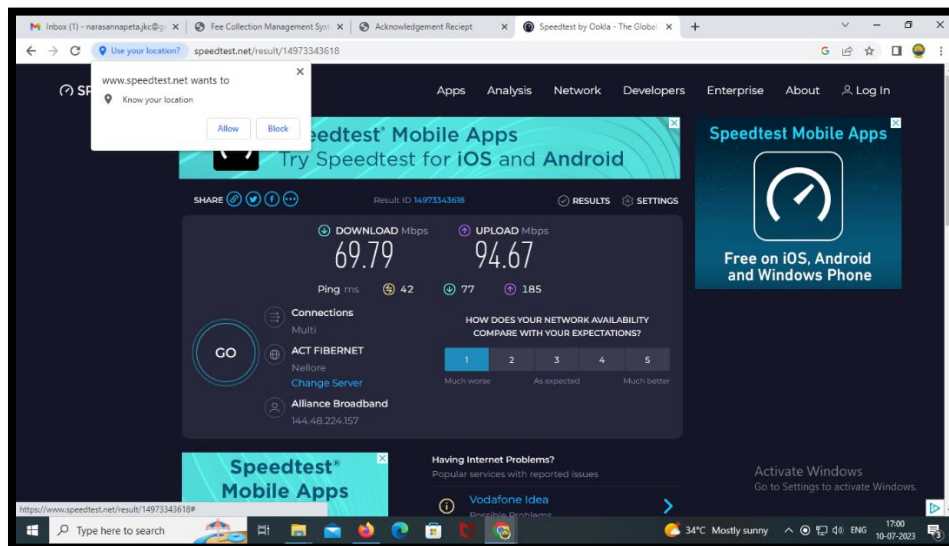 Inbox (1) - narasannapeta.jkc@g
Fee Collection Management Syst
Acknowledgement Reciept
Speedtest by Ookla - The Global
Use your location?
speedtest.net/result/14973343618
www.speedtest.net wants to
Know your location
Allow
Block
Apps
Analysis
Network
Developers
Enterprise
About
Log In
Speedtest® Mobile Apps
Try Speedtest for iOS and Android
Speedtest Mobile Apps
Free on iOS, Android
and Windows Phone
SHARE
Result ID 14973343618
RESULTS
SETTINGS
DOWNLOAD Mbps
UPLOAD Mbps
69.79
94.67
Ping ms 42 77 185
Connections
Multi
GO
ACT FIBERNET
Nellore
Change Server
Alliance Broadband
144.48.224.157
HOW DOES YOUR NETWORK AVAILABILITY
COMPARE WITH YOUR EXPECTATIONS?
1 2 3 4 5
Much worse As expected Much better
Speedtest®
Mobile Apps
Having Internet Problems?
Popular services with reported issues
Vodafone Idea
Possible Problems
Activate Windows
Go to Settings to activate Windows.
https://www.speedtest.net/result/14973343618#
Type here to search
34°C Mostly sunny
ENG
17:00
10-07-2023